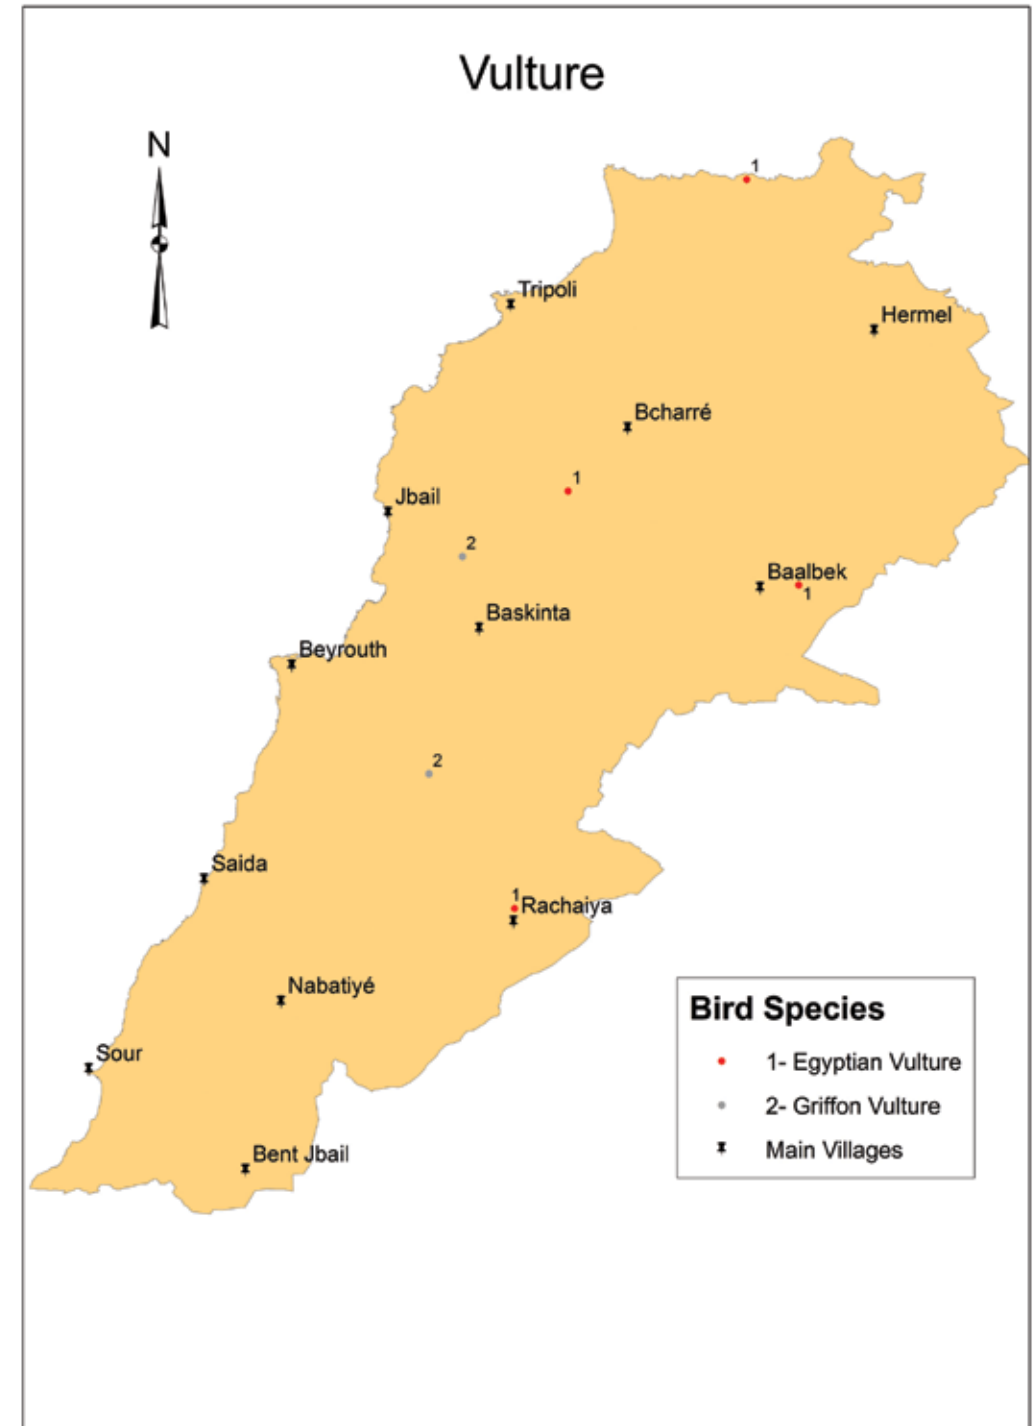 Vulture
N
1
Tripoli
Hermel
Bcharré
1
Jbail
2
Baalbek
1
Baskinta
Beyrouth
2
Saida
1
Rachaiya
Nabatiyé
Sour
Bent Jbail
Bird Species
1- Egyptian Vulture
2- Griffon Vulture
Main Villages